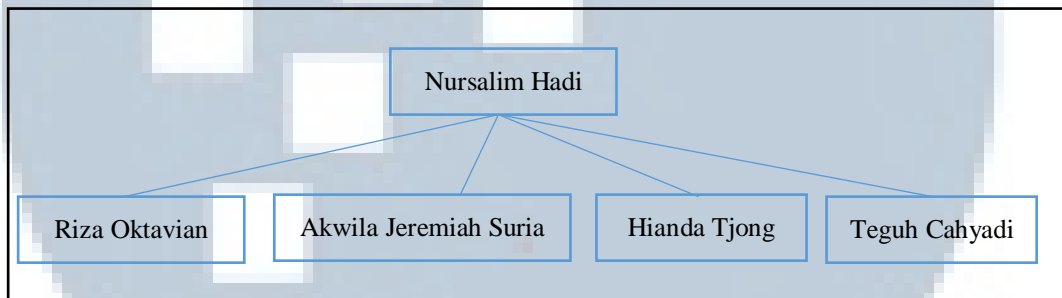 Nursalim Hadi
Riza Oktavian
Akwila Jeremiah Suria
Hianda Tjong
Teguh Cahyadi